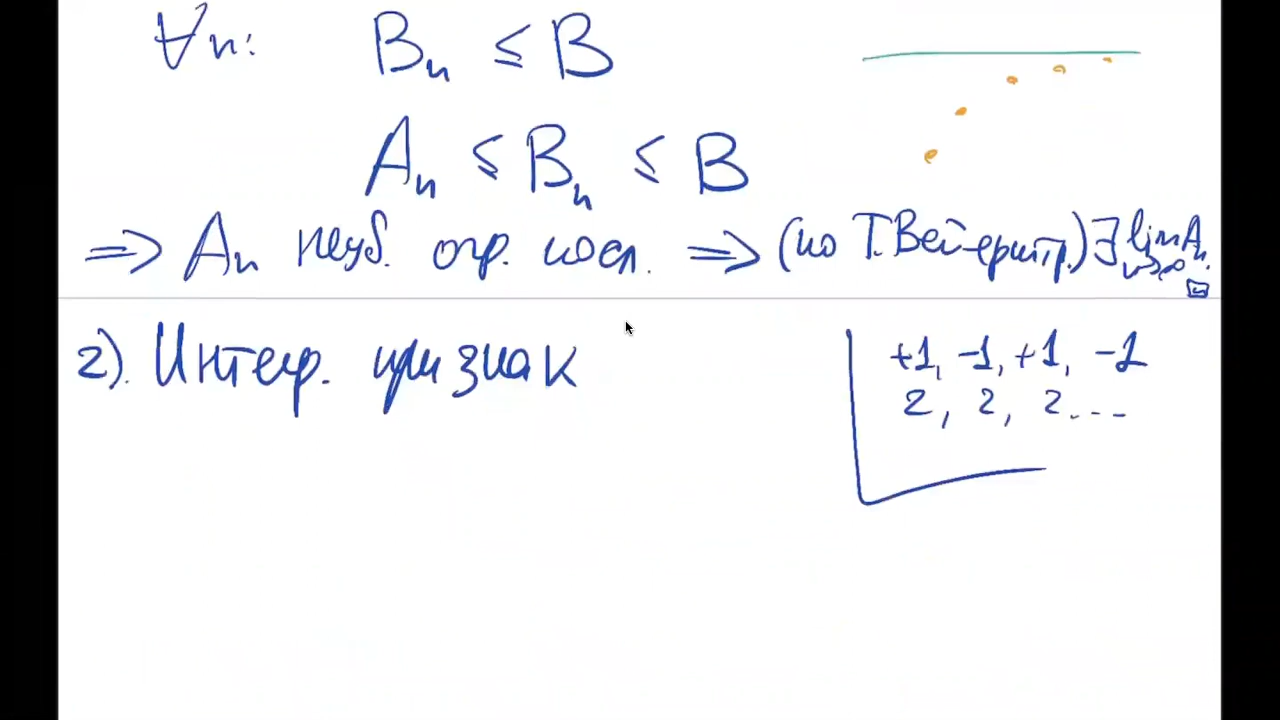 ∀n: Bₙ ≤ B
Aₙ ≤ Bₙ ≤ B
⇒ Aₙ неуб. огр. посл. ⇒ (по Т. Вейерштр.) ∃ lim Aₙ.
n→∞
2). Интегр. признак
+1, -1, +1, -1
2, 2, 2...